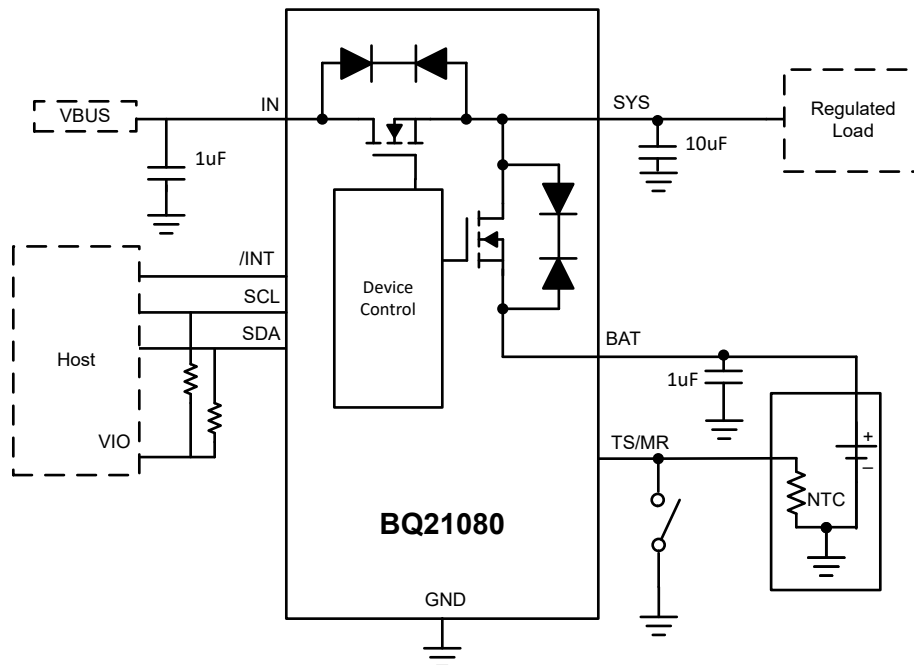 IN
SYS
VBUS
Regulated
Load
1uF
10uF
/INT
SCL
SDA
Host
VIO
Device
Control
BAT
1uF
TS/MR
+
–
NTC
BQ21080
GND